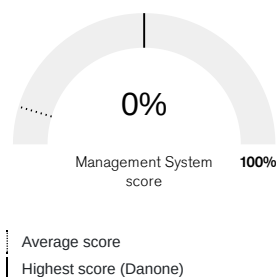 0%
Management System
score
100%
Average score
Highest score (Danone)